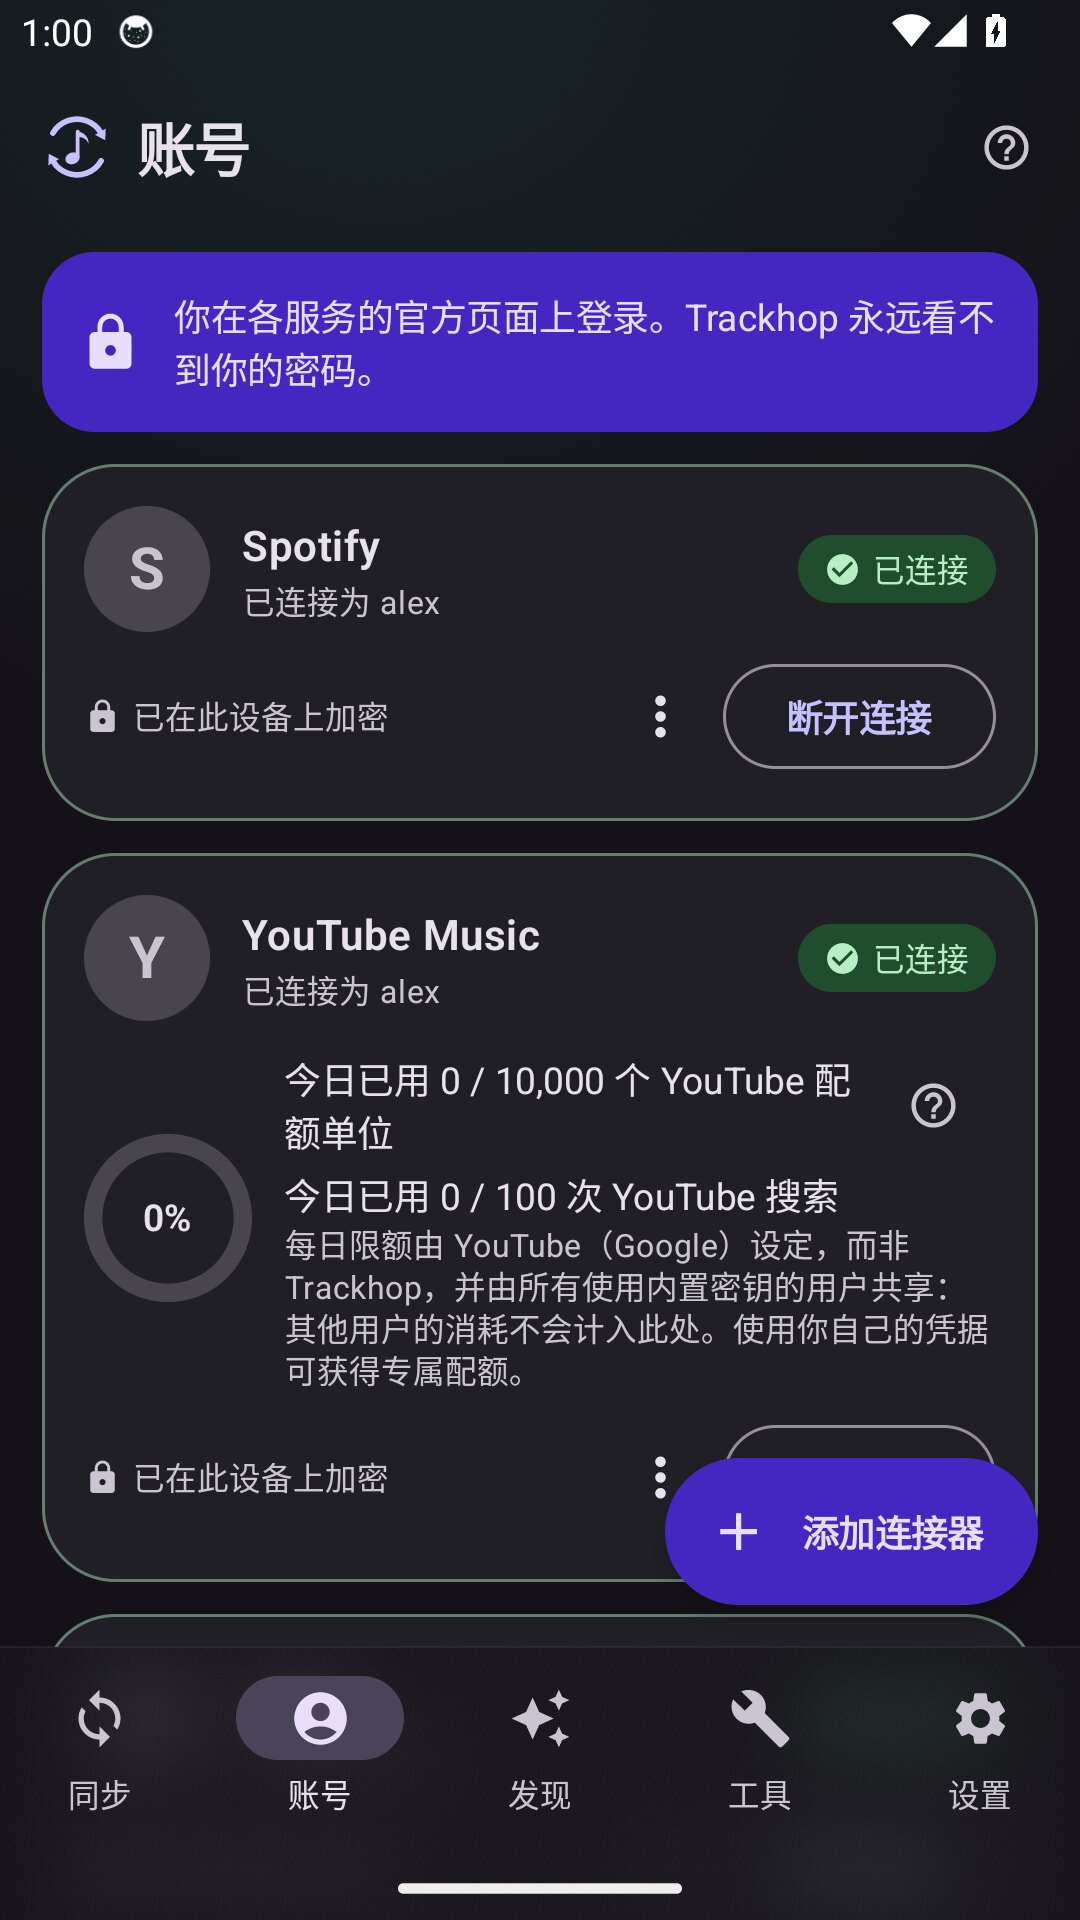 1:00
账号
你在各服务的官方页面上登录。Trackhop 永远看不
到你的密码。
S
Spotify
已连接为 alex
已连接
已在此设备上加密
断开连接
Y
YouTube Music
已连接为 alex
已连接
今日已用 0 / 10,000 个 YouTube 配
额单位
0%
今日已用 0 / 100 次 YouTube 搜索
每日限额由 YouTube（Google）设定，而非
Trackhop，并由所有使用内置密钥的用户共享：
其他用户的消耗不会计入此处。使用你自己的凭据
可获得专属配额。
已在此设备上加密
添加连接器
同步
账号
发现
工具
设置